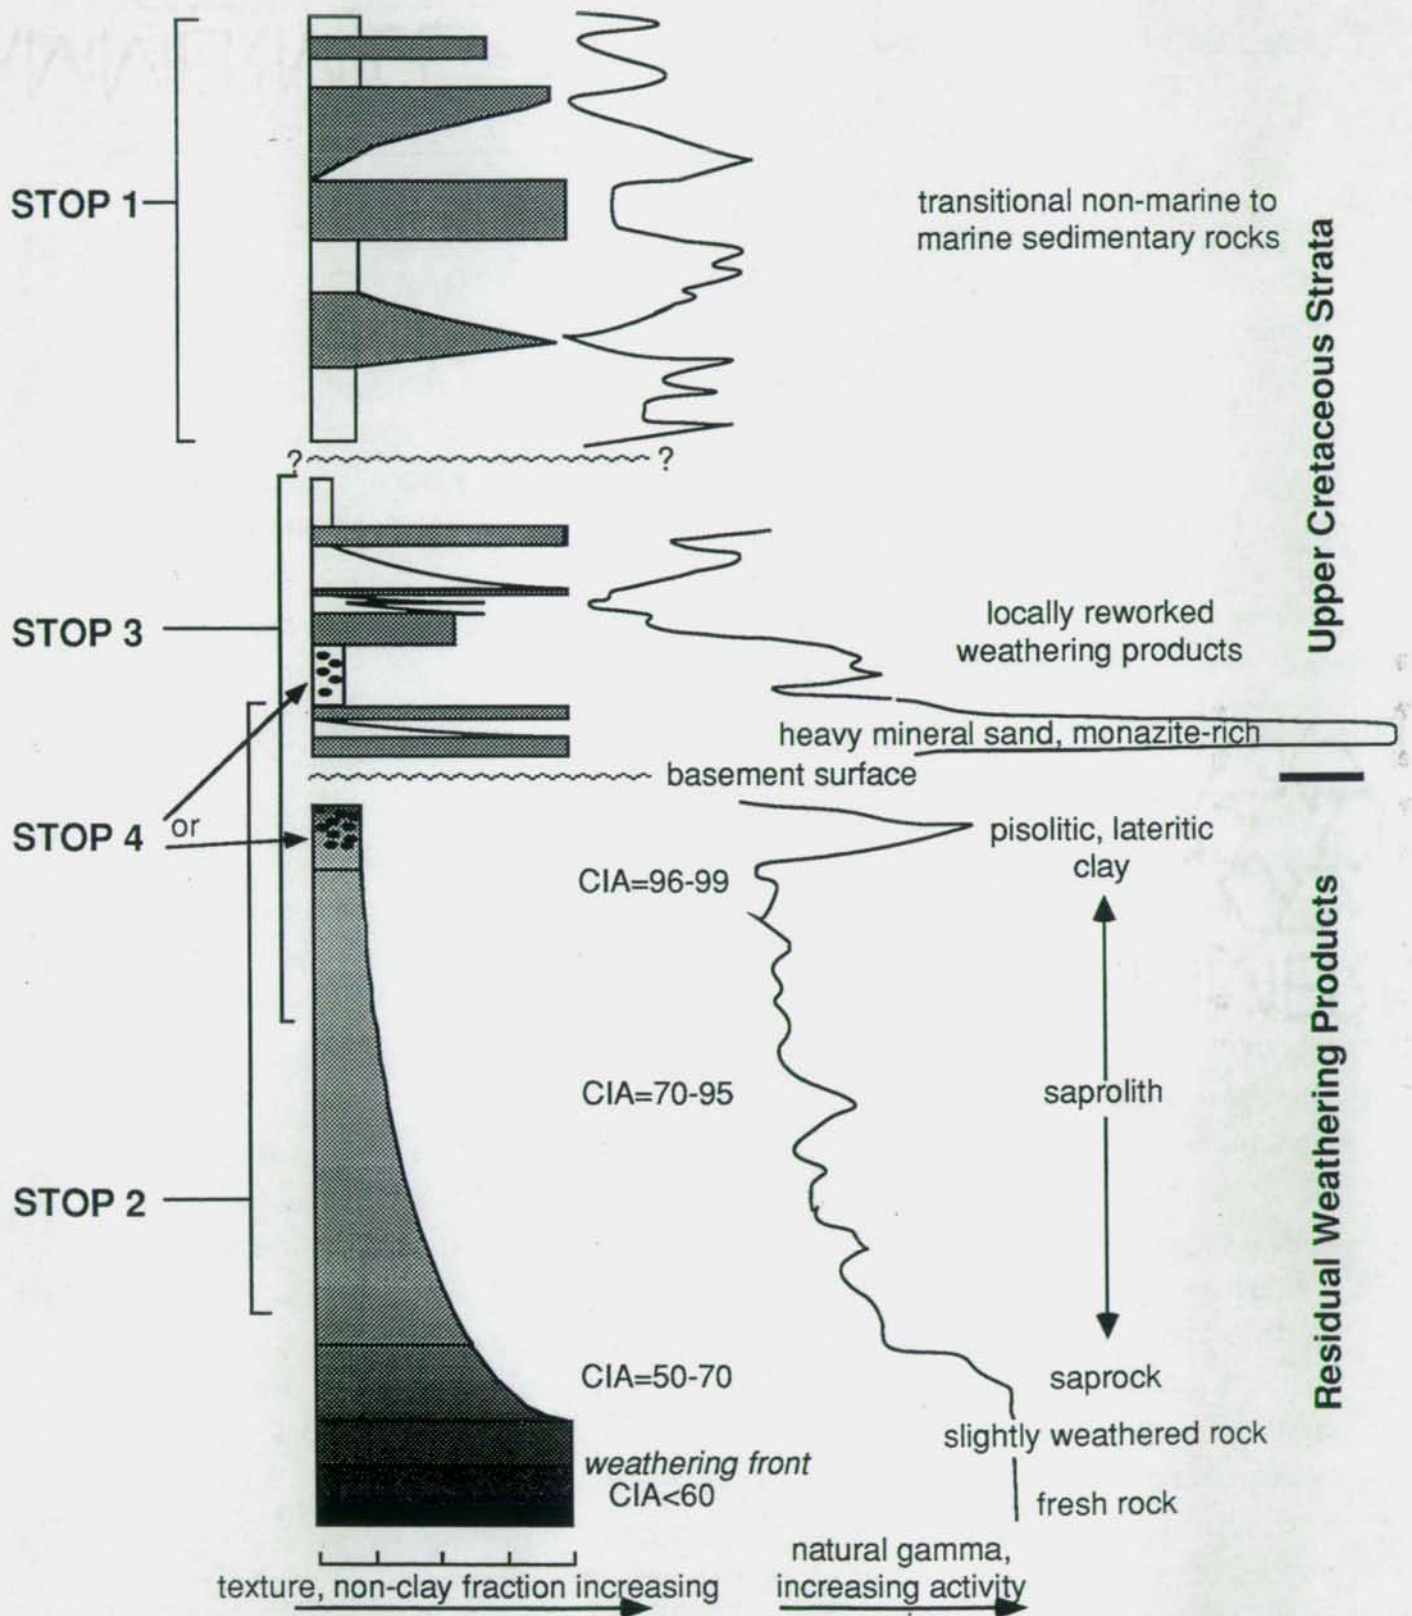 STOP 1
transitional non-marine to
marine sedimentary rocks
Upper Cretaceous Strata
?
?
STOP 3
locally reworked
weathering products
heavy mineral sand, monazite-rich
basement surface
STOP 4
or
pisolitic, lateritic
clay
CIA=96-99
CIA=70-95
saprolith
Residual Weathering Products
STOP 2
CIA=50-70
saprock
slightly weathered rock
weathering front
CIA<60
fresh rock
texture, non-clay fraction increasing
natural gamma,
increasing activity